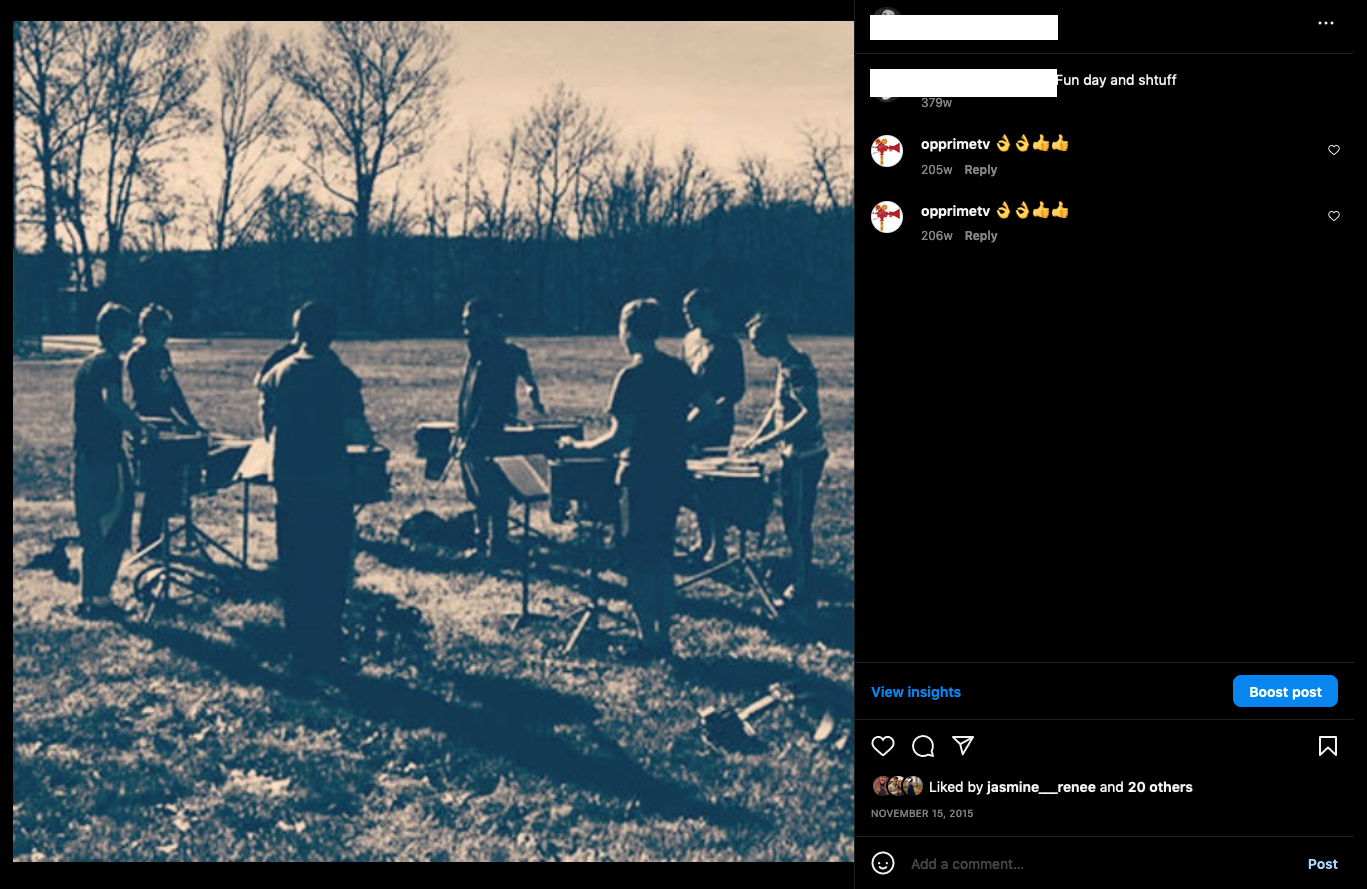 Fun day and shtuff
379w
opprimetv 👌👌👍👍
205w Reply
opprimetv 👌👌👍👍
206w Reply
View insights
Boost post
Liked by jasmine___renee and 20 others
NOVEMBER 15, 2015
Add a comment...
Post